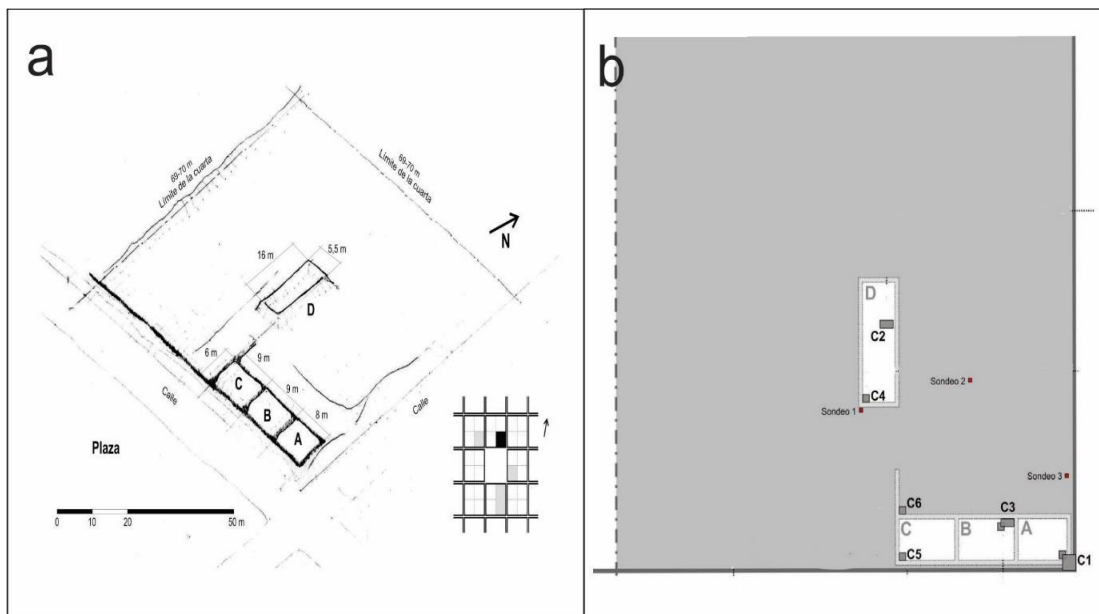 a
69-70 m
Límite de la cuarta
69-70 m
Límite de la cuarta
N
16 m
5,5 m
D
6 m
9 m
9 m
8 m
C
B
A
Calle
Calle
Plaza
0 10 20 50 m
b
D
C2
C4
Sondeo 1
Sondeo 2
Sondeo 3
C6
C3
C
B
A
C5
C1